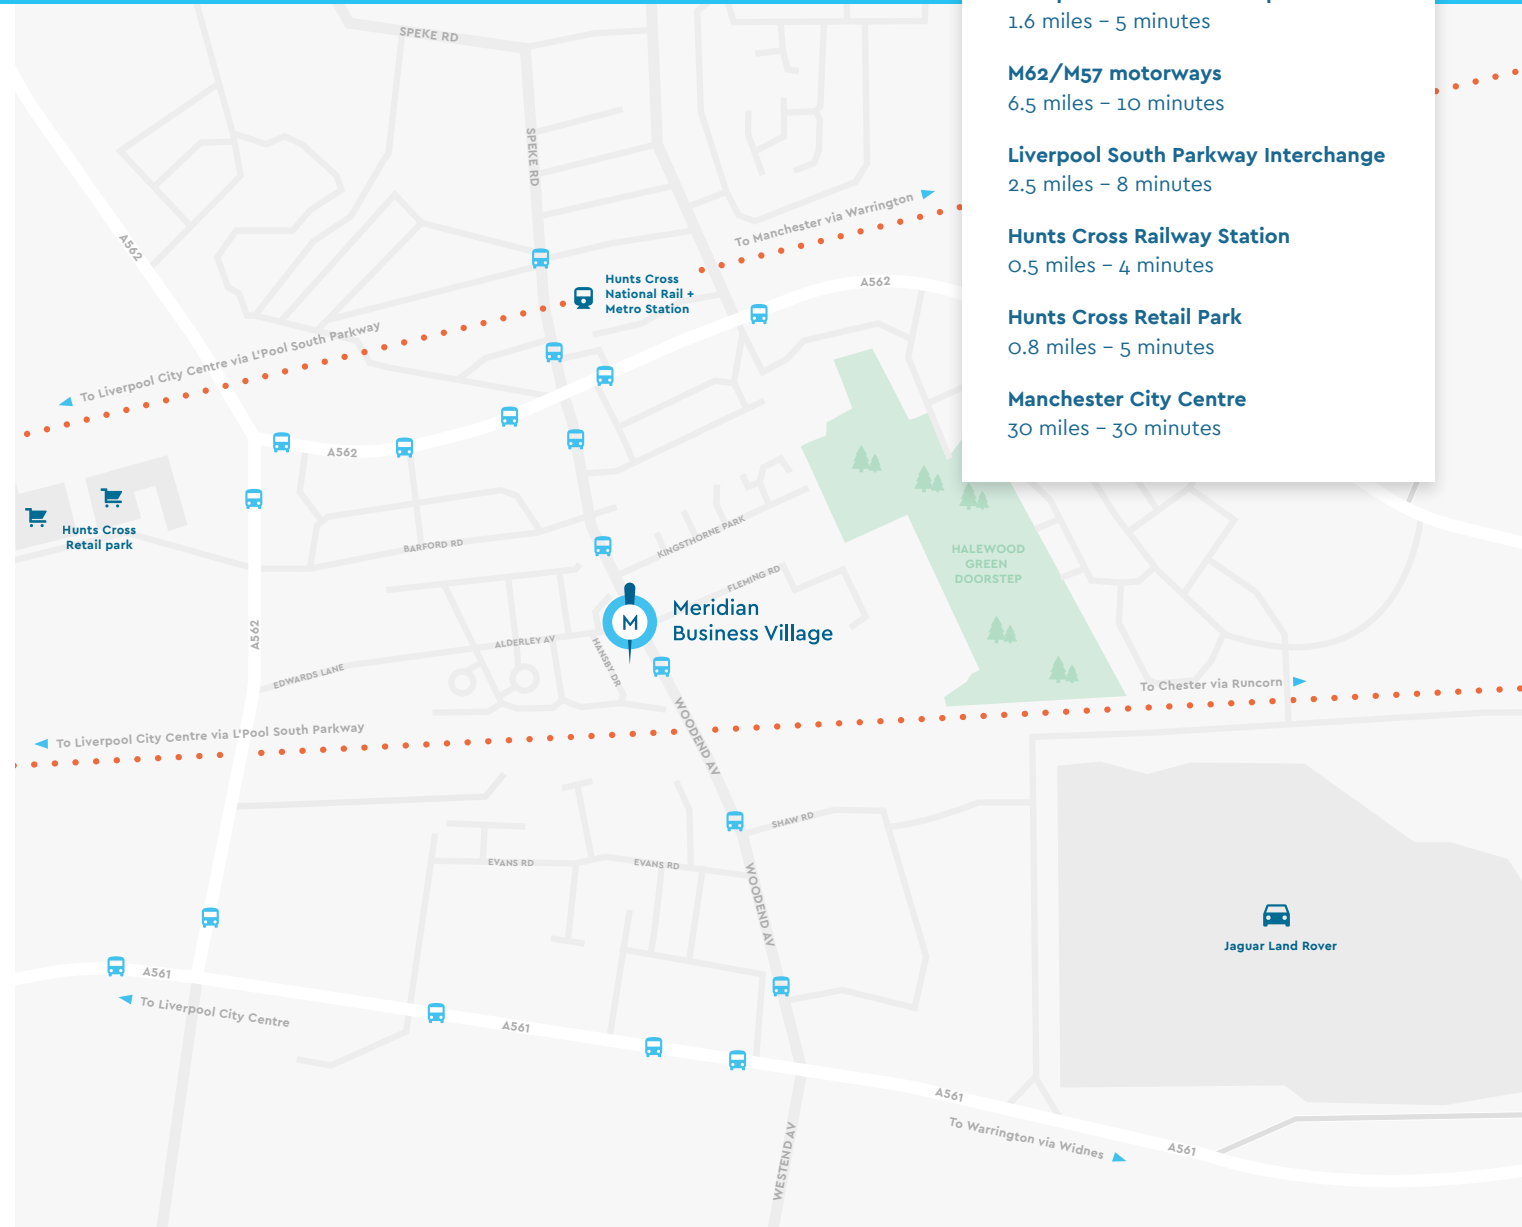 1.6 miles – 5 minutes
M62/M57 motorways
6.5 miles – 10 minutes
Liverpool South Parkway Interchange
2.5 miles – 8 minutes
Hunts Cross Railway Station
0.5 miles – 4 minutes
Hunts Cross Retail Park
0.8 miles – 5 minutes
Manchester City Centre
30 miles – 30 minutes
SPEKE RD
SPEKE RD
A562
To Manchester via Warrington
Hunts Cross
National Rail +
Metro Station
A562
To Liverpool City Centre via L'Pool South Parkway
A562
Hunts Cross
Retail park
BARFORD RD
KINGSTHORNE PARK
HALEWOOD
GREEN
DOORSTEP
FLEMING RD
M
Meridian
Business Village
A562
ALDERLEY AV
HANSBY DR
EDWARDS LANE
To Chester via Runcorn
WOODEND AV
To Liverpool City Centre via L'Pool South Parkway
SHAW RD
EVANS RD
EVANS RD
WOODEND AV
Jaguar Land Rover
A561
To Liverpool City Centre
A561
A561
To Warrington via Widnes
A561
WESTEND AV